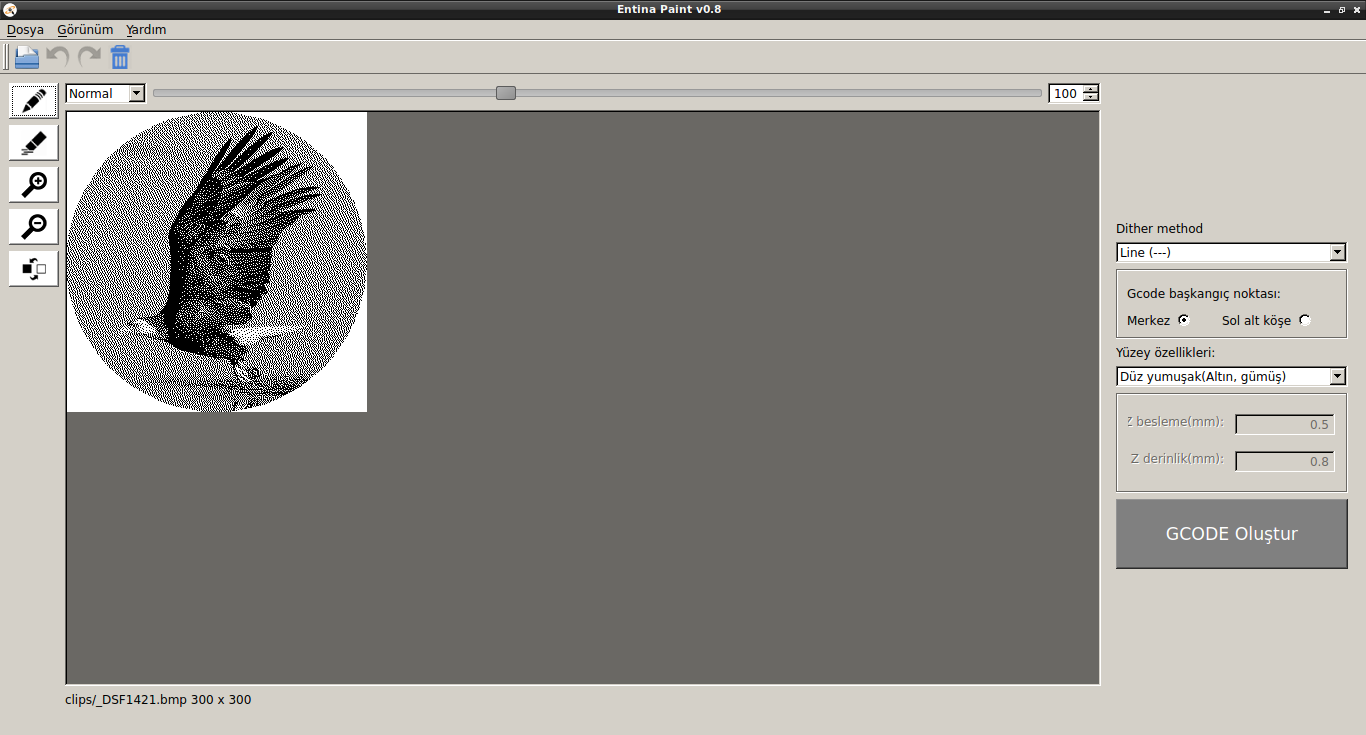 Entina Paint v0.8
Dosya Görünüm Yardım
Normal 100
Dither method
Line (---)
Gcode başkangıç noktası:
Merkez Sol alt köşe
Yüzey özellikleri:
Düz yumuşak(Altın, gümüş)
Z besleme(mm): 0.5
Z derinlik(mm): 0.8
GCODE Oluştur
clips/_DSF1421.bmp 300 x 300